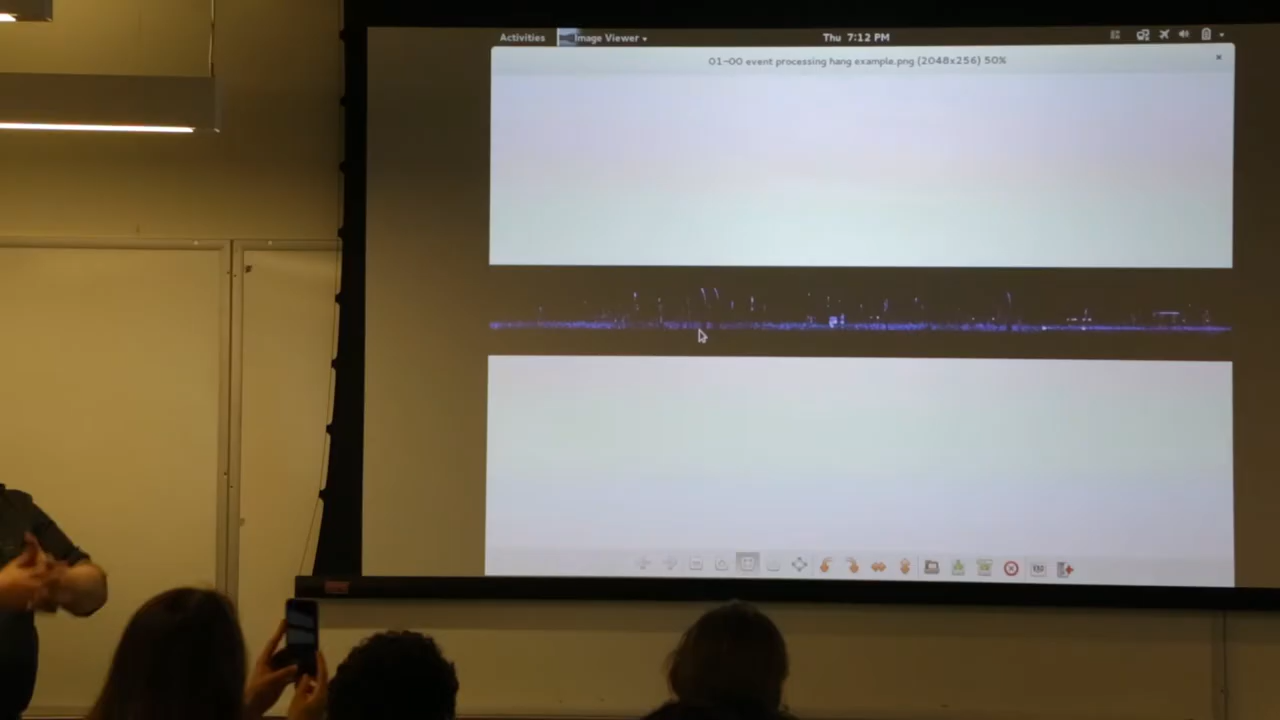 Activities Image Viewer Thu 7:12 PM
01-00 event processing hang example.png (2048x256) 50%